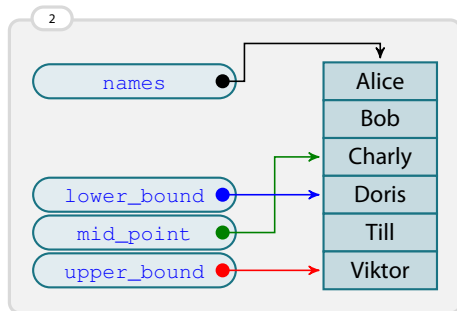 2
names
Alice
Bob
Charly
lower_bound
Doris
mid_point
Till
upper_bound
Viktor